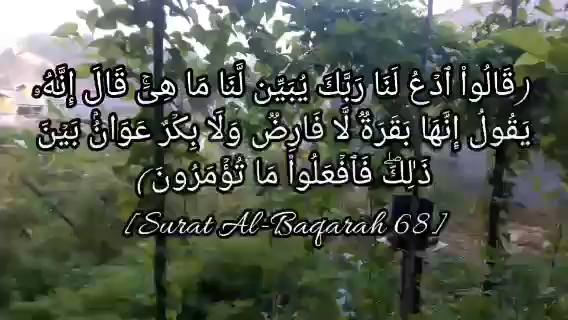 (قَالُوا۟ ٱدْعُ لَنَا رَبَّكَ يُبَيِّن لَّنَا مَا هِىَۚ قَالَ إِنَّهُۥ
يَقُولُ إِنَّهَا بَقَرَةٌ لَّا فَارِضٌ وَلَا بِكْرٌ عَوَانٌۢ بَيْنَ
ذَٰلِكَۖ فَٱفْعَلُوا۟ مَا تُؤْمَرُونَ)
[Surat Al-Baqarah 68]